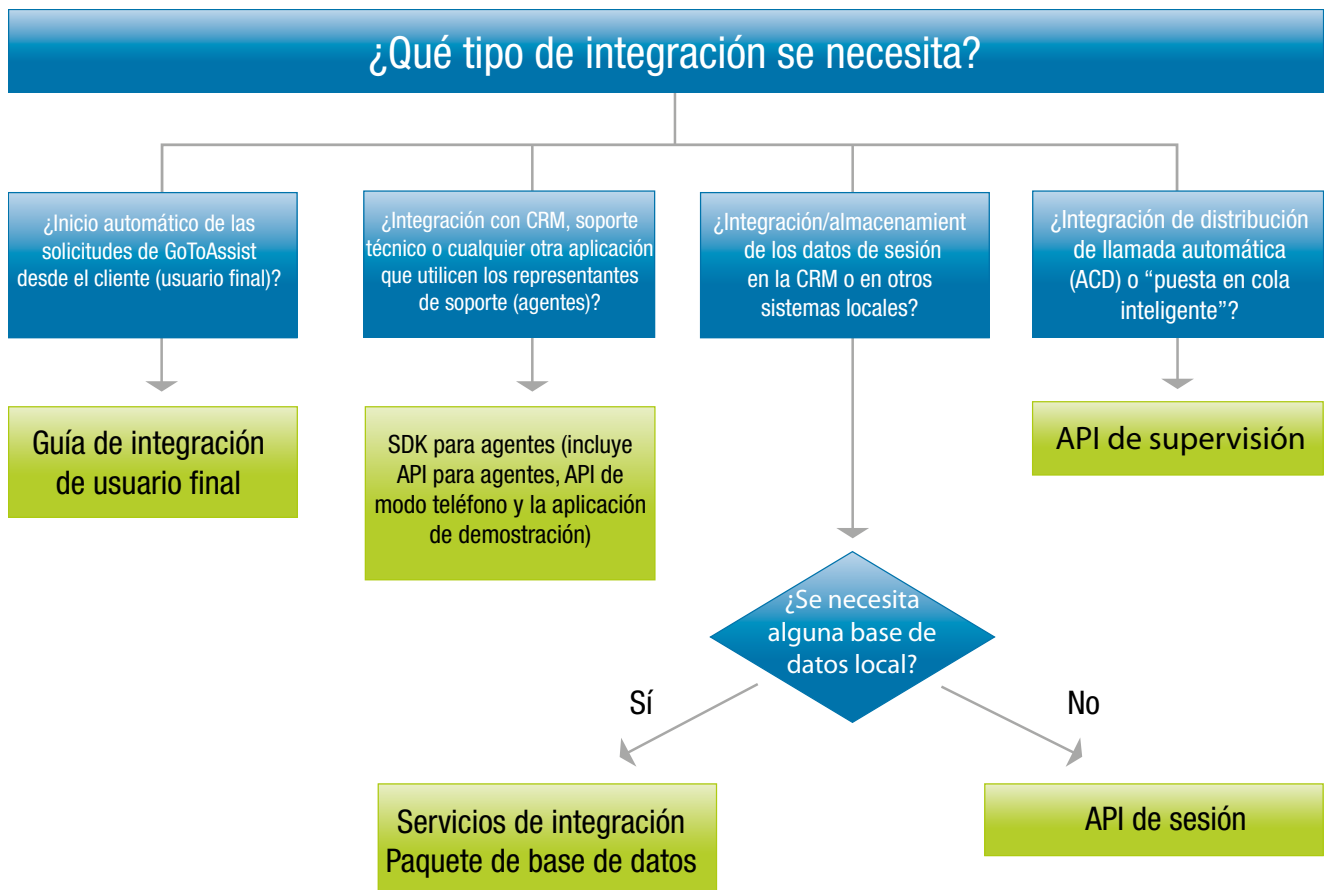 ¿Qué tipo de integración se necesita?
¿Inicio automático de las
solicitudes de GoToAssist
desde el cliente (usuario final)?
¿Integración con CRM, soporte
técnico o cualquier otra aplicación
que utilicen los representantes
de soporte (agentes)?
¿Integración/almacenamient
de los datos de sesión
en la CRM o en otros
sistemas locales?
¿Integración de distribución
de llamada automática
(ACD) o “puesta en cola
inteligente”?
Guía de integración
de usuario final
SDK para agentes (incluye
API para agentes, API de
modo teléfono y la aplicación
de demostración)
API de supervisión
¿Se necesita
alguna base de
datos local?
Sí
No
Servicios de integración
Paquete de base de datos
API de sesión